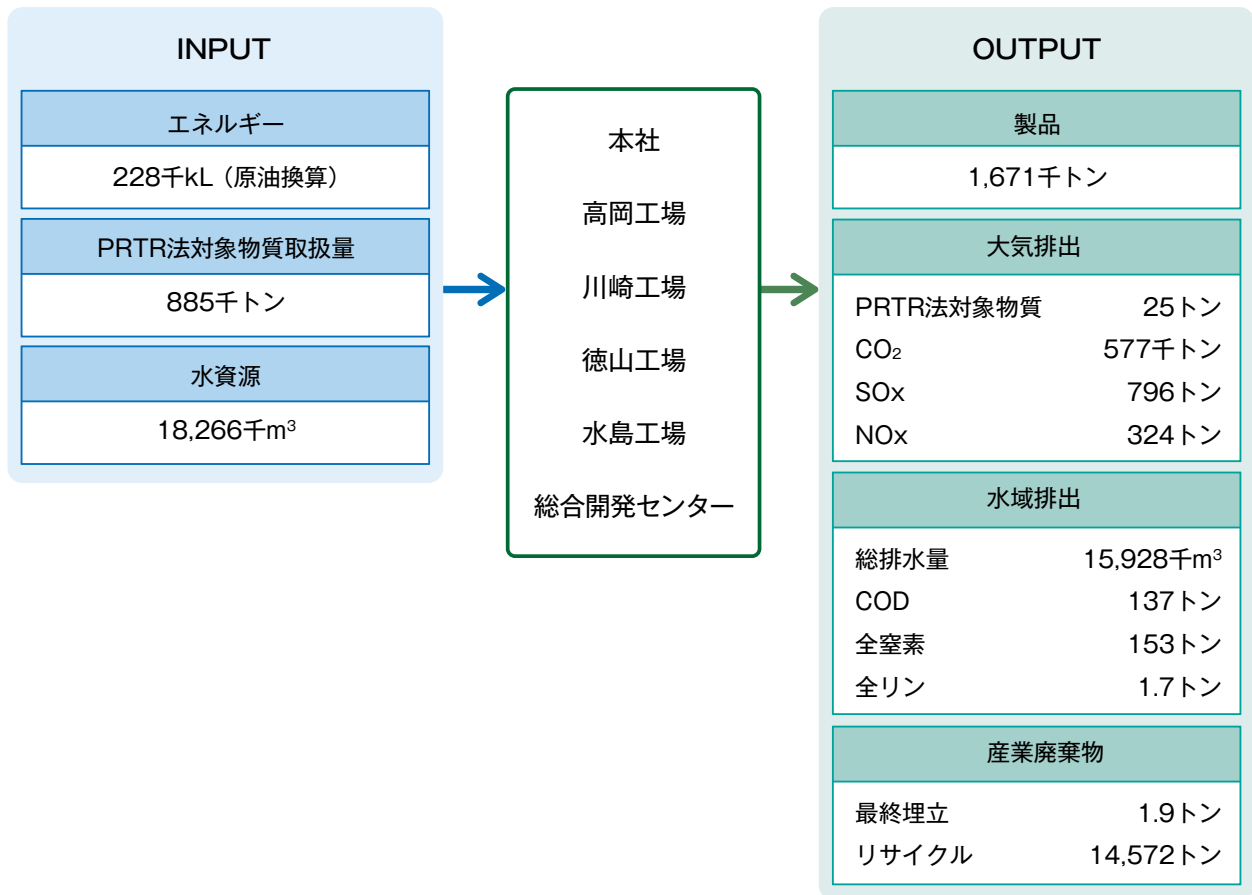 INPUT
エネルギー
228千kL（原油換算）
PRTR法対象物質取扱量
885千トン
水資源
18,266千m³
本社
高岡工場
川崎工場
徳山工場
水島工場
総合開発センター
OUTPUT
製品
1,671千トン
大気排出
PRTR法対象物質 25トン
CO₂ 577千トン
SOx 796トン
NOx 324トン
水域排出
総排水量 15,928千m³
COD 137トン
全窒素 153トン
全リン 1.7トン
産業廃棄物
最終埋立 1.9トン
リサイクル 14,572トン